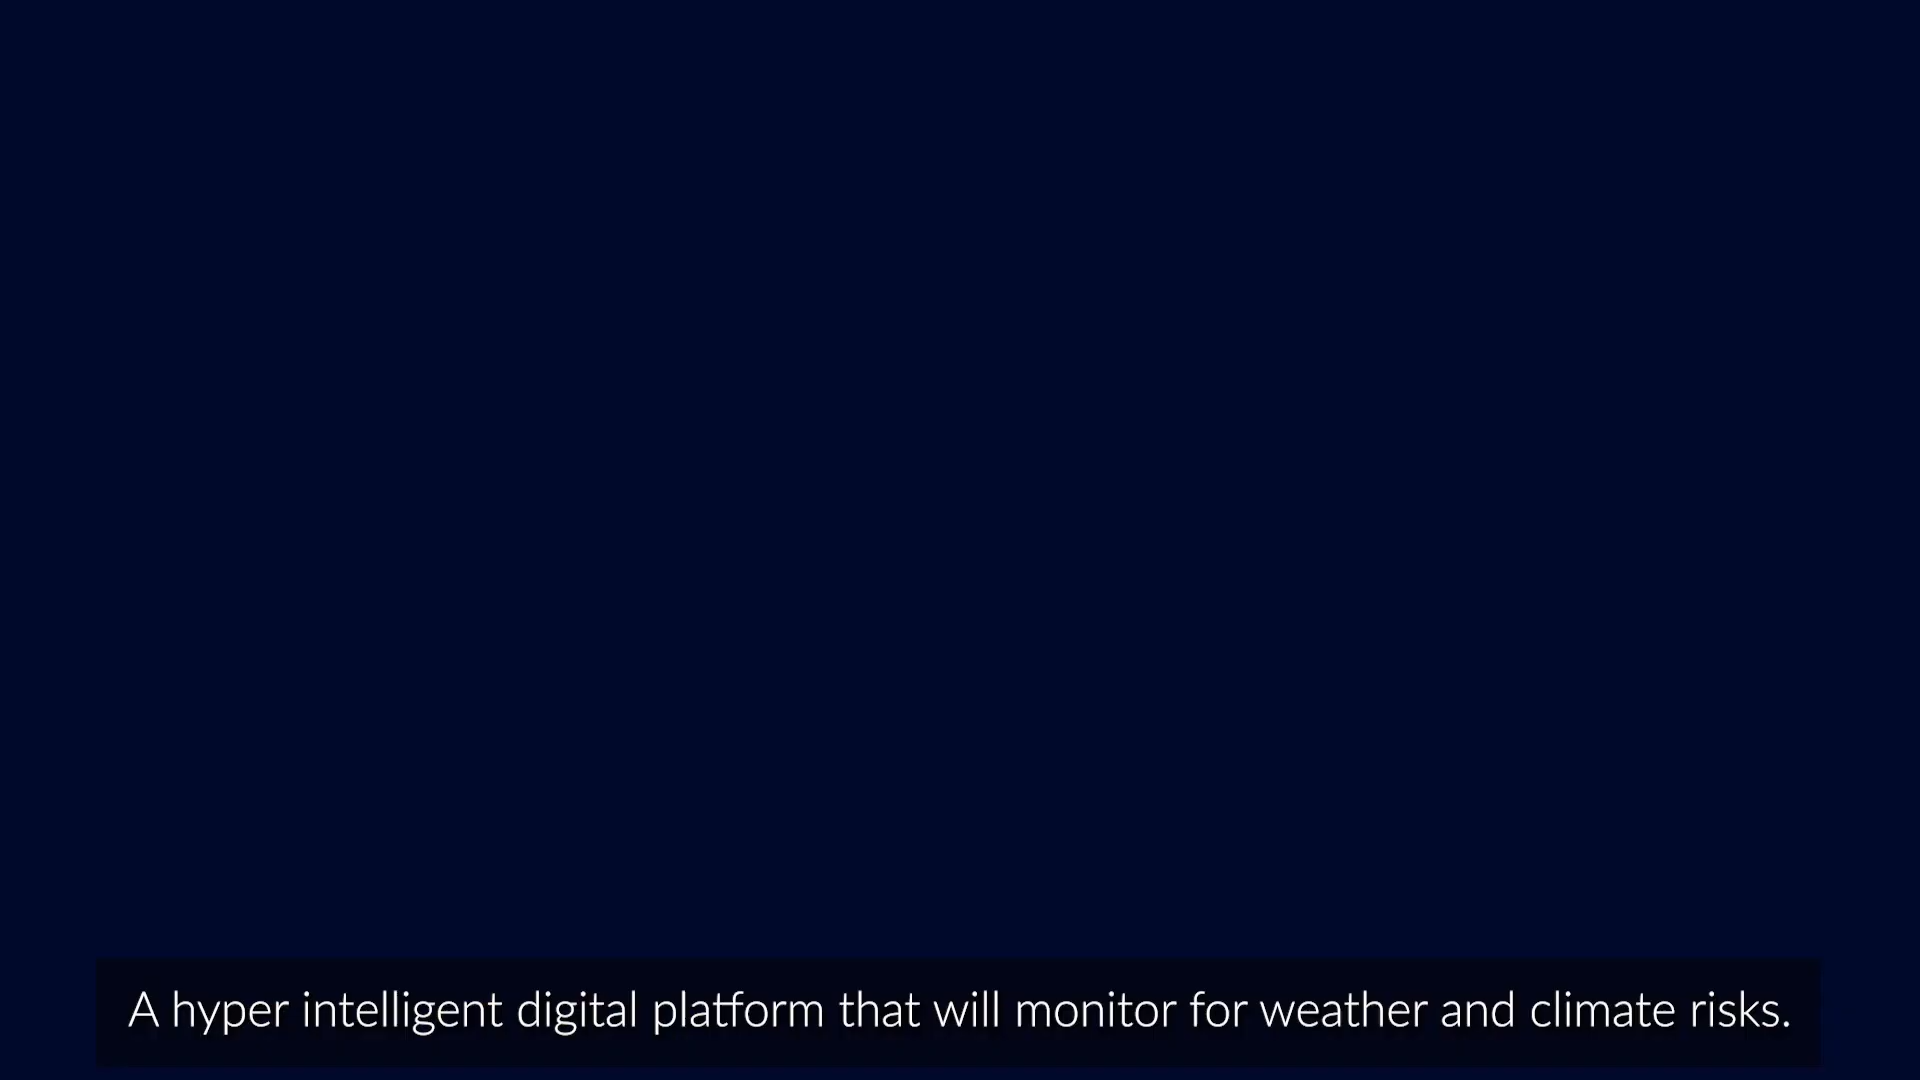 A hyper intelligent digital platform that will monitor for weather and climate risks.